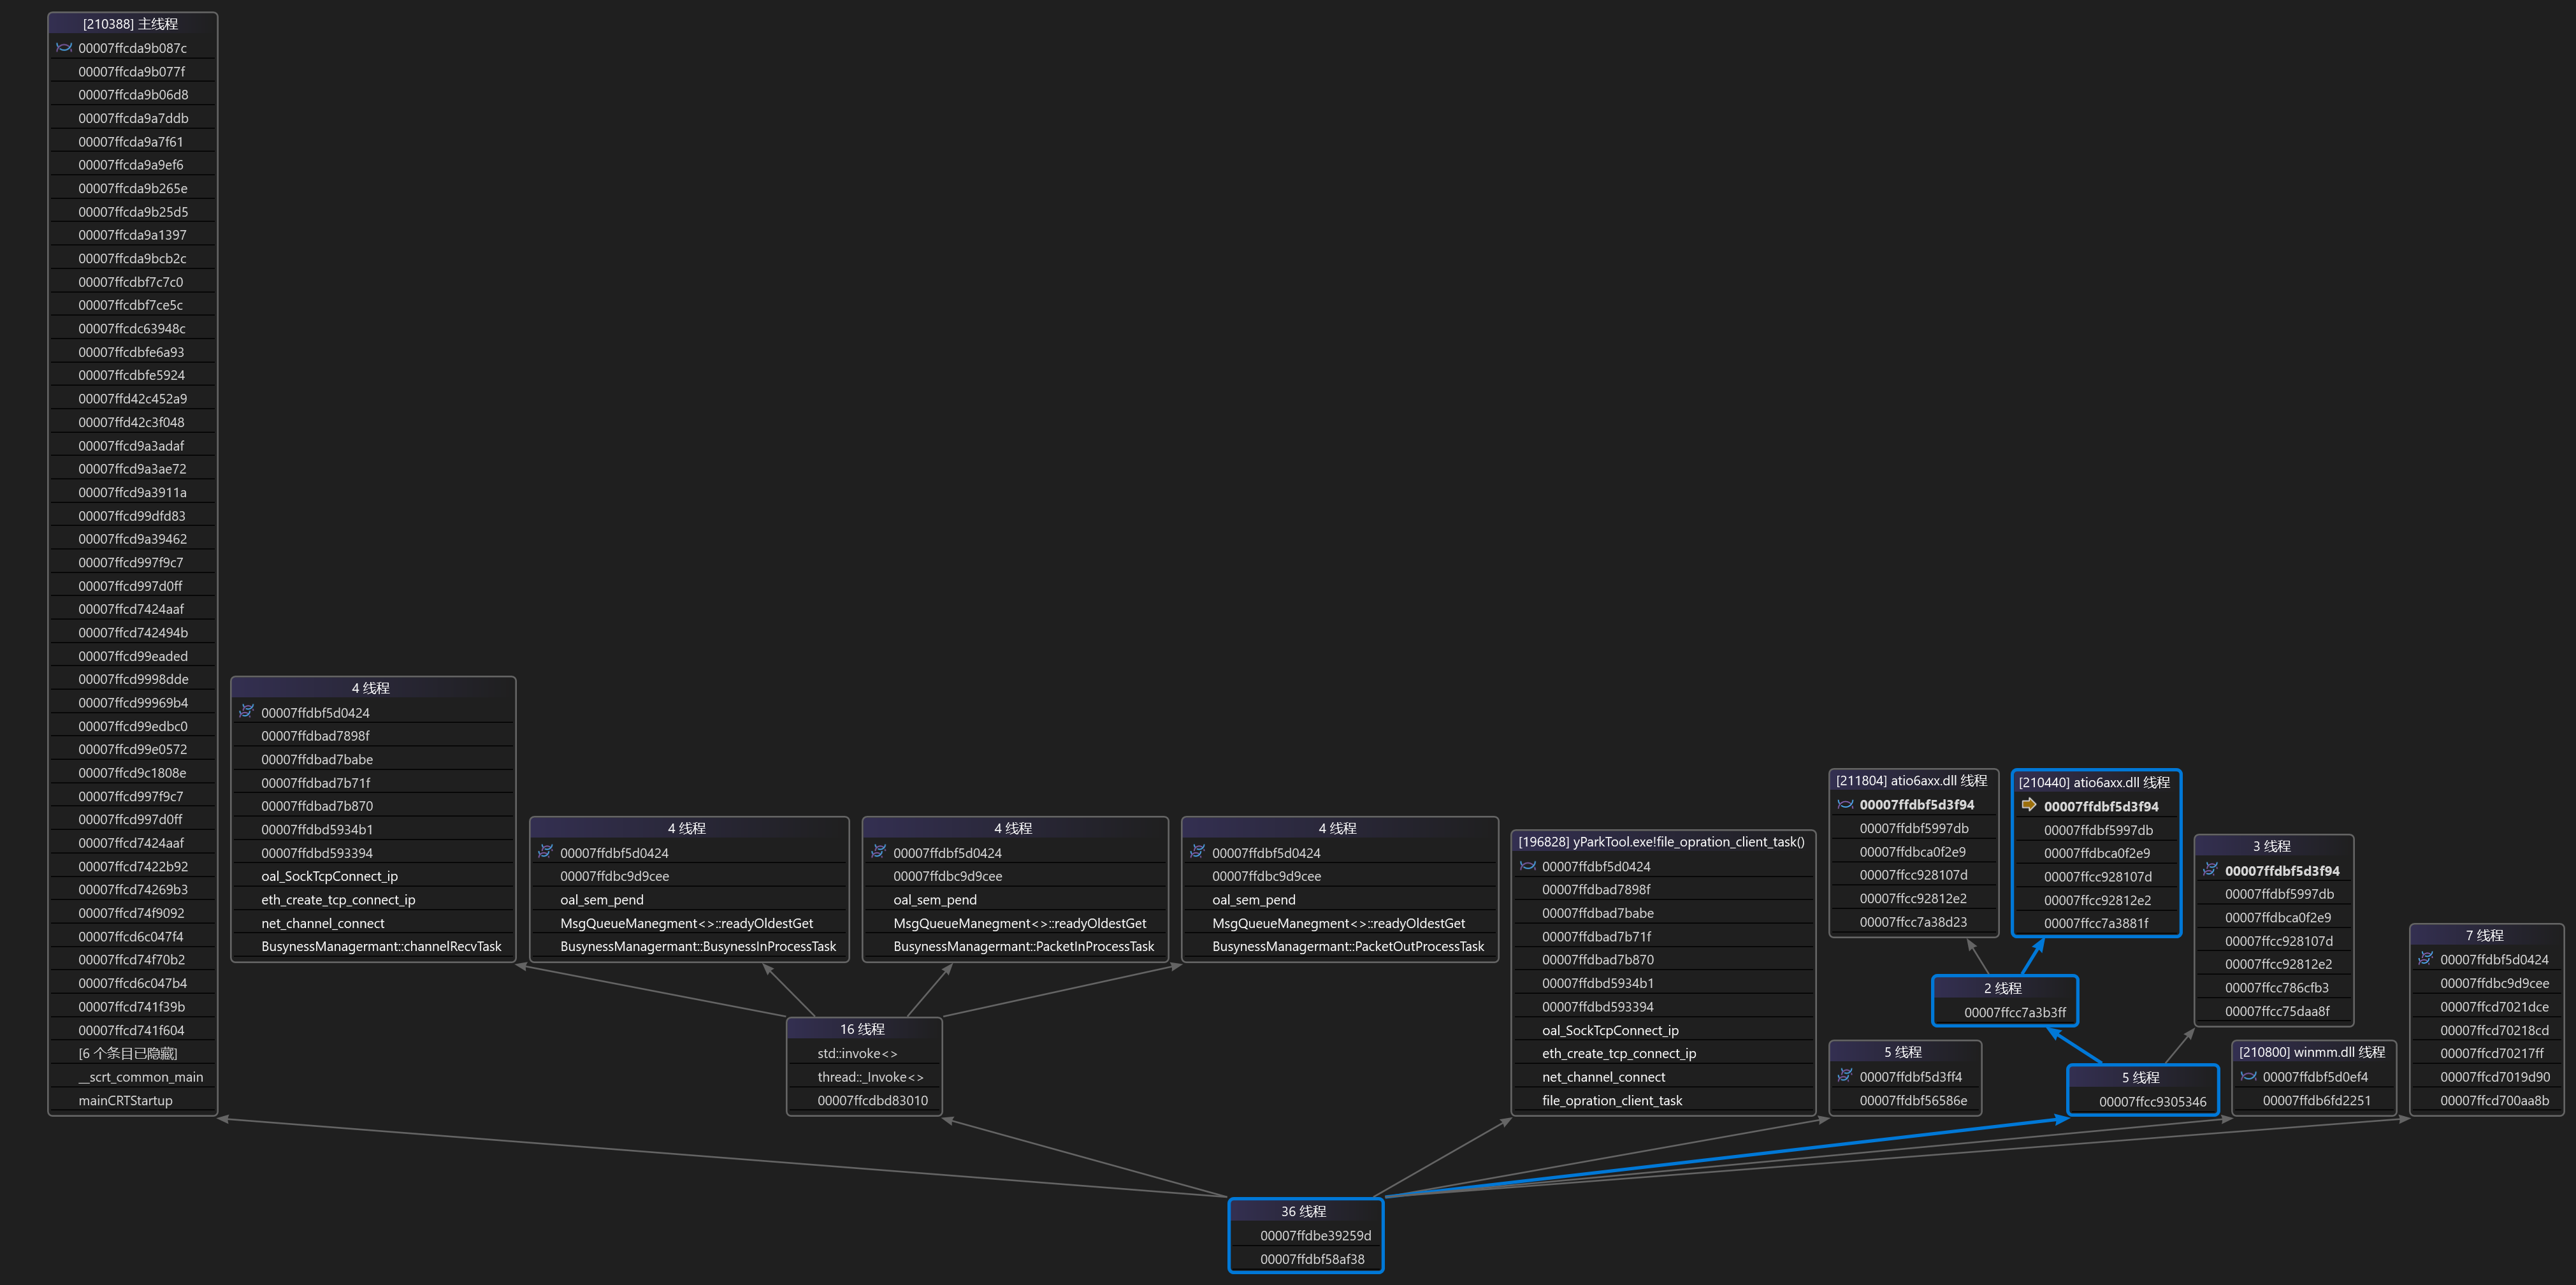 [210388] 主线程
00007ffcda9b087c
00007ffcda9b077f
00007ffcda9b06d8
00007ffcda9a7ddb
00007ffcda9a7f61
00007ffcda9a9ef6
00007ffcda9b265e
00007ffcda9b25d5
00007ffcda9a1397
00007ffcda9bcb2c
00007ffcdbf7c7c0
00007ffcdbf7ce5c
00007ffcdc63948c
00007ffcdbfe6a93
00007ffcdbfe5924
00007ffd42c452a9
00007ffd42c3f048
00007ffcd9a3adaf
00007ffcd9a3ae72
00007ffcd9a3911a
00007ffcd99dfd83
00007ffcd9a39462
00007ffcd997f9c7
00007ffcd997d0ff
00007ffcd7424aaf
00007ffcd742494b
00007ffcd99eaded
00007ffcd9998dde
00007ffcd99969b4
00007ffcd99edbc0
00007ffcd99e0572
00007ffcd9c1808e
00007ffcd997f9c7
00007ffcd997d0ff
00007ffcd7424aaf
00007ffcd7422b92
00007ffcd74269b3
00007ffcd74f9092
00007ffcd6c047f4
00007ffcd74f70b2
00007ffcd6c047b4
00007ffcd741f39b
00007ffcd741f604
[6 个条目已隐藏]
__scrt_common_main
mainCRTStartup
4 线程
00007ffdbf5d0424
00007ffdbad7898f
00007ffdbad7babe
00007ffdbad7b71f
00007ffdbad7b870
00007ffdbd5934b1
00007ffdbd593394
oal_SockTcpConnect_ip
eth_create_tcp_connect_ip
net_channel_connect
BusynessManagermant::channelRecvTask
4 线程
00007ffdbf5d0424
00007ffdbc9d9cee
oal_sem_pend
MsgQueueManegment<>::readyOldestGet
BusynessManagermant::BusynessInProcessTask
4 线程
00007ffdbf5d0424
00007ffdbc9d9cee
oal_sem_pend
MsgQueueManegment<>::readyOldestGet
BusynessManagermant::PacketInProcessTask
4 线程
00007ffdbf5d0424
00007ffdbc9d9cee
oal_sem_pend
MsgQueueManegment<>::readyOldestGet
BusynessManagermant::PacketOutProcessTask
16 线程
std::invoke<>
thread::_Invoke<>
00007ffcdbd83010
[196828] yParkTool.exe!file_opration_client_task()
00007ffdbf5d0424
00007ffdbad7898f
00007ffdbad7babe
00007ffdbad7b71f
00007ffdbad7b870
00007ffdbd5934b1
00007ffdbd593394
oal_SockTcpConnect_ip
eth_create_tcp_connect_ip
net_channel_connect
file_opration_client_task
[211804] atio6axx.dll 线程
00007ffdbf5d3f94
00007ffdbf5997db
00007ffdbca0f2e9
00007ffcc928107d
00007ffcc92812e2
00007ffcc7a38d23
[210440] atio6axx.dll 线程
00007ffdbf5d3f94
00007ffdbf5997db
00007ffdbca0f2e9
00007ffcc928107d
00007ffcc92812e2
00007ffcc7a3881f
2 线程
00007ffcc7a3b3ff
5 线程
00007ffdbf5d3ff4
00007ffdbf56586e
3 线程
00007ffdbf5d3f94
00007ffdbf5997db
00007ffdbca0f2e9
00007ffcc928107d
00007ffcc92812e2
00007ffcc786cfb3
00007ffcc75daa8f
5 线程
00007ffcc9305346
[210800] winmm.dll 线程
00007ffdbf5d0ef4
00007ffdb6fd2251
7 线程
00007ffdbf5d0424
00007ffdbc9d9cee
00007ffcd7021dce
00007ffcd70218cd
00007ffcd70217ff
00007ffcd7019d90
00007ffcd700aa8b
36 线程
00007ffdbe39259d
00007ffdbf58af38